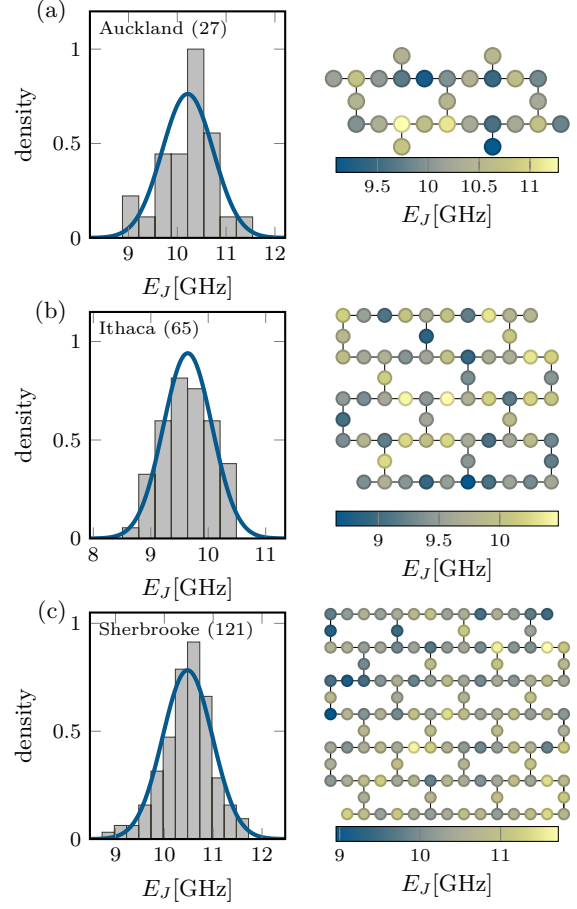 (a)
Auckland (27)
density
1
0.5
0
9 10 11 12
E_J [GHz]
9.5 10 10.5 11
E_J [GHz]
(b)
Ithaca (65)
density
1
0.5
0
8 9 10 11
E_J [GHz]
9 9.5 10
E_J [GHz]
(c)
Sherbrooke (121)
density
1
0.5
0
9 10 11 12
E_J [GHz]
9 10 11
E_J [GHz]